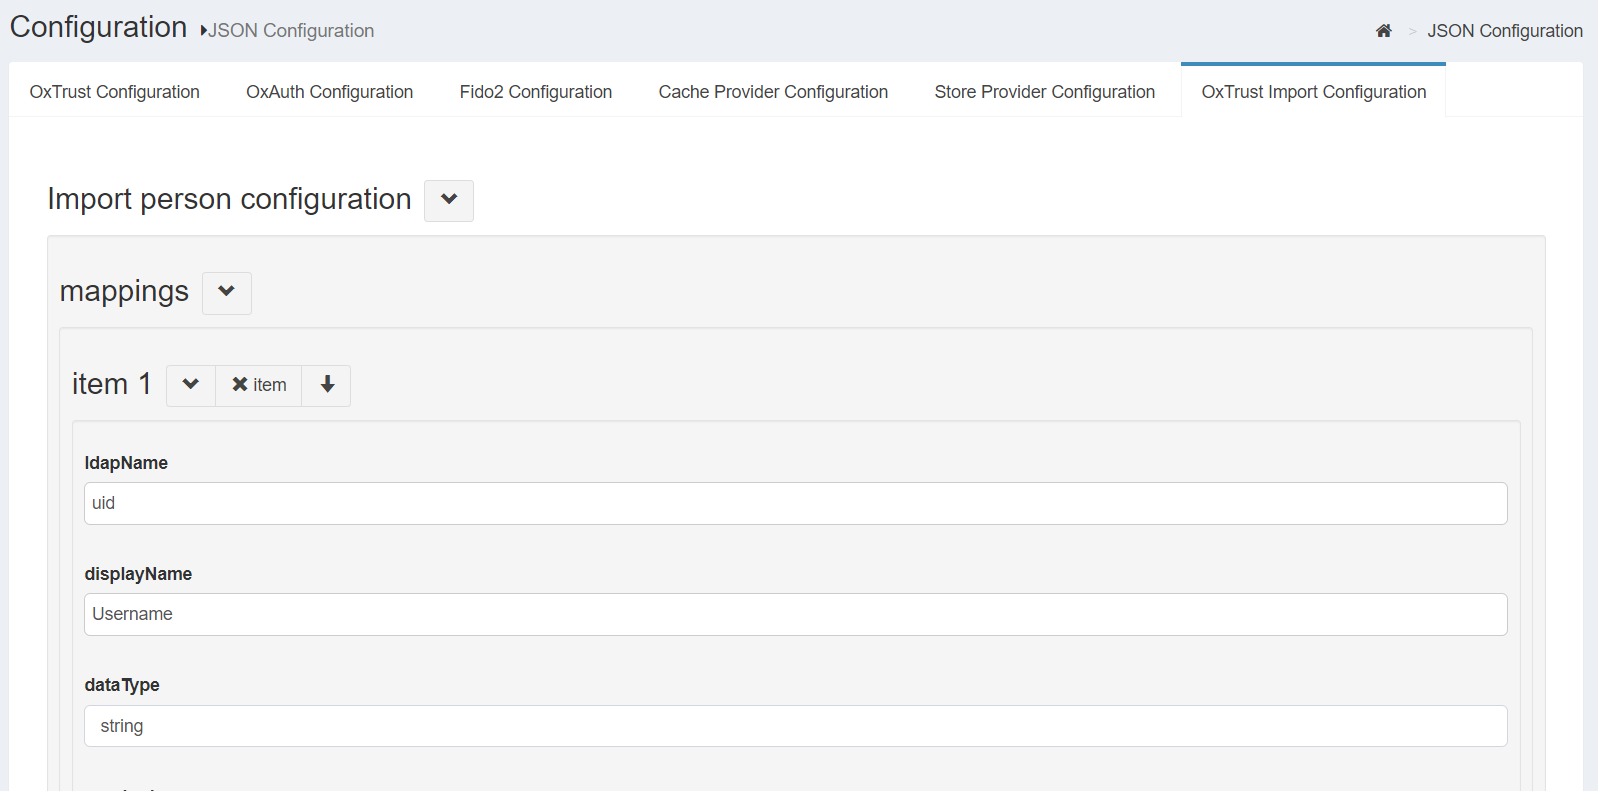 Configuration JSON Configuration
> JSON Configuration
OxTrust Configuration OxAuth Configuration Fido2 Configuration Cache Provider Configuration Store Provider Configuration OxTrust Import Configuration
Import person configuration
mappings
item 1 item
ldapName
uid
displayName
Username
dataType
string